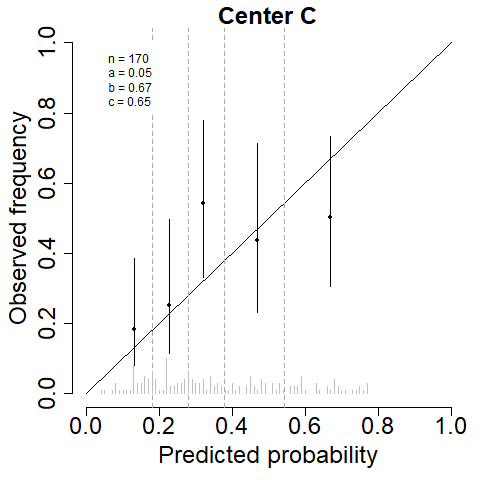 Center C
n = 170
a = 0.05
b = 0.67
c = 0.65
Observed frequency
1.0
0.8
0.6
0.4
0.2
0.0
0.0 0.2 0.4 0.6 0.8 1.0
Predicted probability